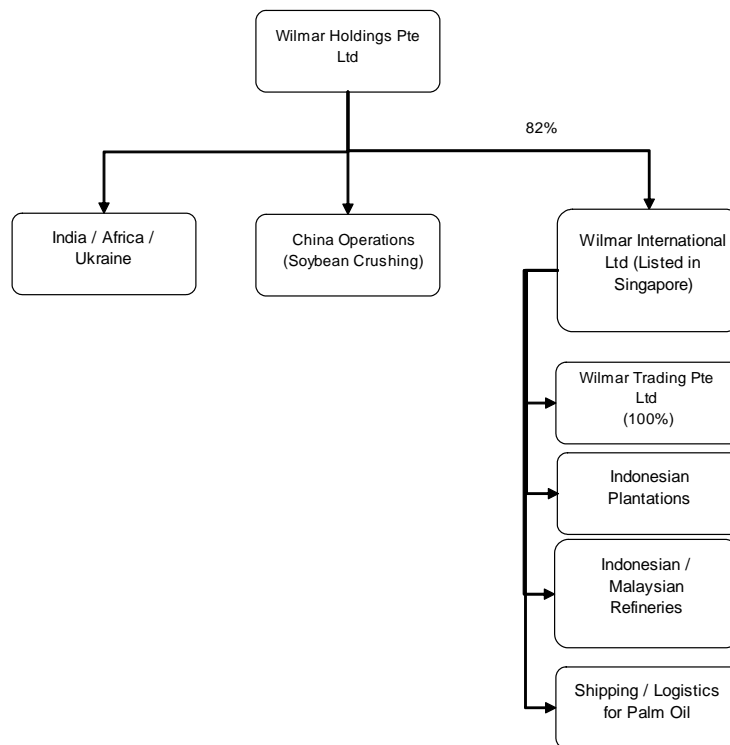 Wilmar Holdings Pte
Ltd
82%
India / Africa /
Ukraine
China Operations
(Soybean Crushing)
Wilmar International
Ltd (Listed in
Singapore)
Wilmar Trading Pte
Ltd
(100%)
Indonesian
Plantations
Indonesian /
Malaysian
Refineries
Shipping / Logistics
for Palm Oil